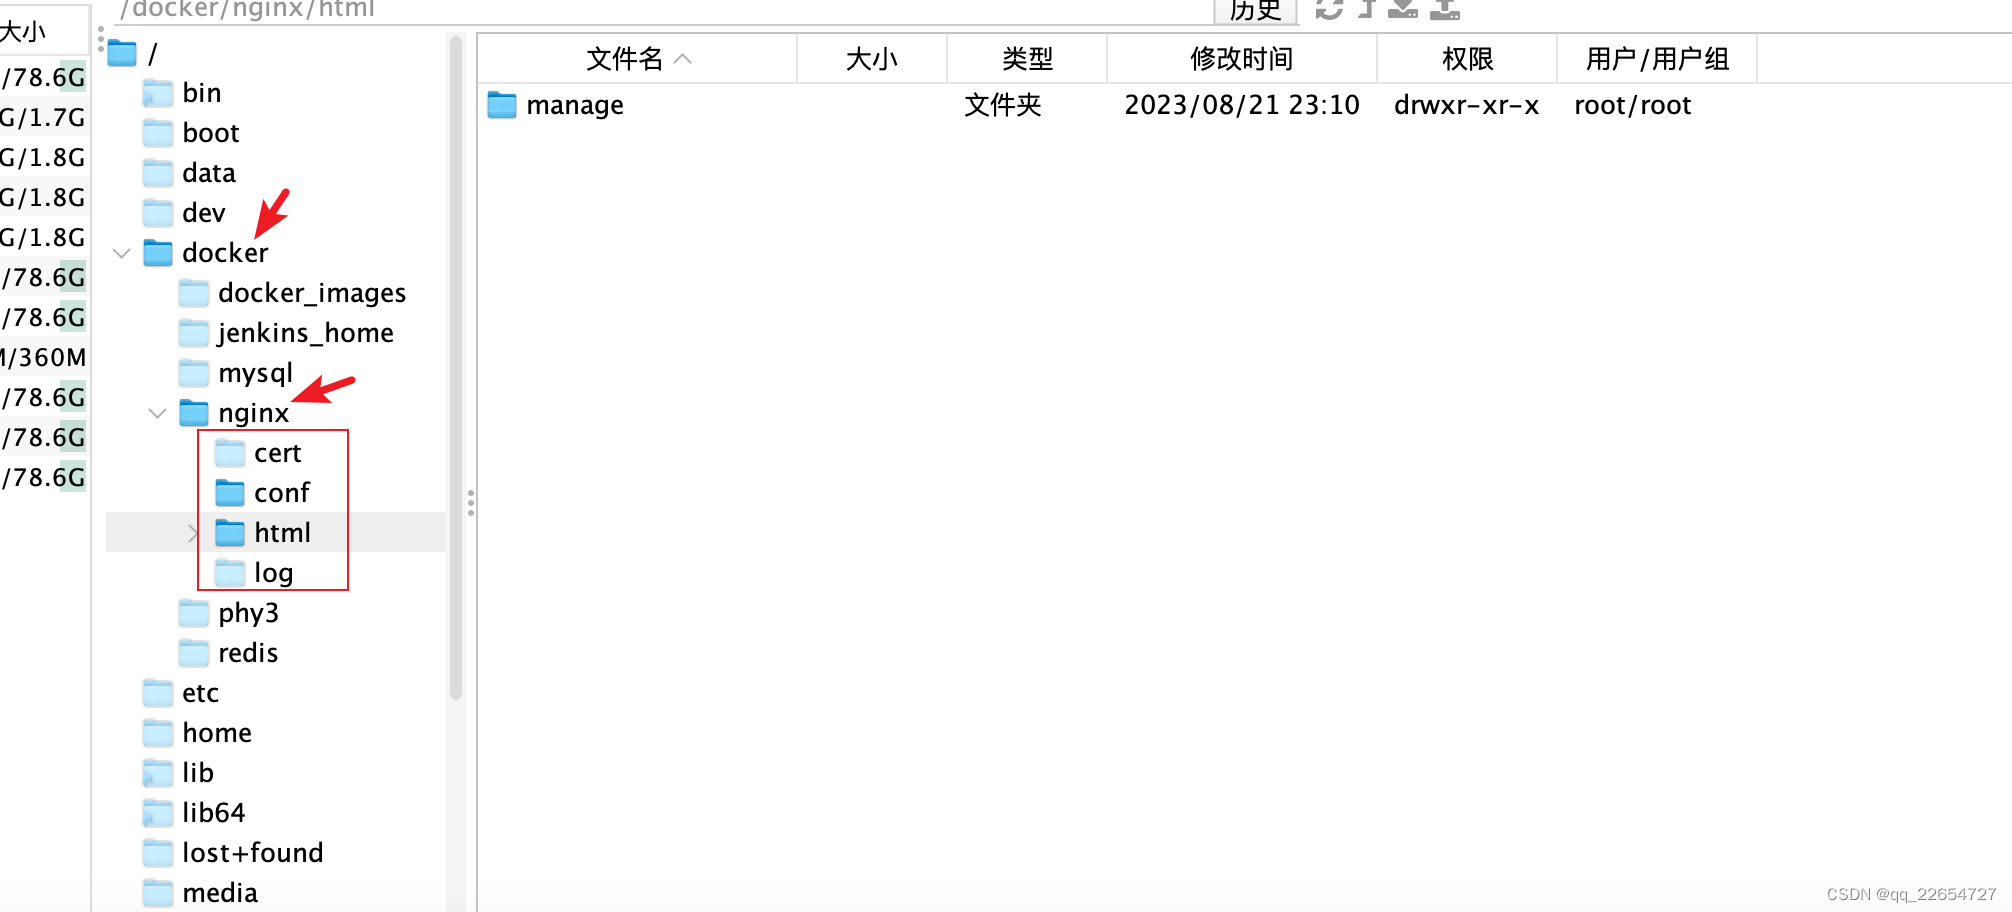 /docker/nginx/html
历史
大小
/78.6G
G/1.7G
G/1.8G
G/1.8G
G/1.8G
/78.6G
/78.6G
M/360M
/78.6G
/78.6G
/78.6G
/
bin
boot
data
dev
docker
docker_images
jenkins_home
mysql
nginx
cert
conf
html
log
phy3
redis
etc
home
lib
lib64
lost+found
media
文件名 大小 类型 修改时间 权限 用户/用户组
manage 文件夹 2023/08/21 23:10 drwxr-xr-x root/root
CSDN @qq_22654727